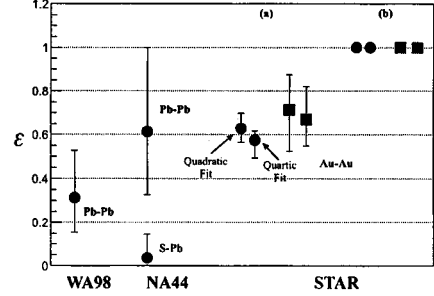 1.2
(a)
(b)
1
0.8
Pb-Pb
0.6
ε
Quadratic
Fit
Quartic
Fit
Au-Au
0.4
Pb-Pb
0.2
S-Pb
0
WA98
NA44
STAR